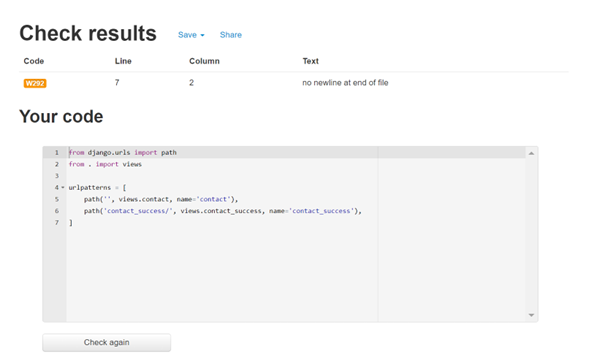 Check results Save Share
Code Line Column Text
W292 7 2 no newline at end of file
Your code
1 from django.urls import path
2 from . import views
3
4 urlpatterns = [
5 path('', views.contact, name='contact'),
6 path('contact_success/', views.contact_success, name='contact_success'),
7 ]
Check again